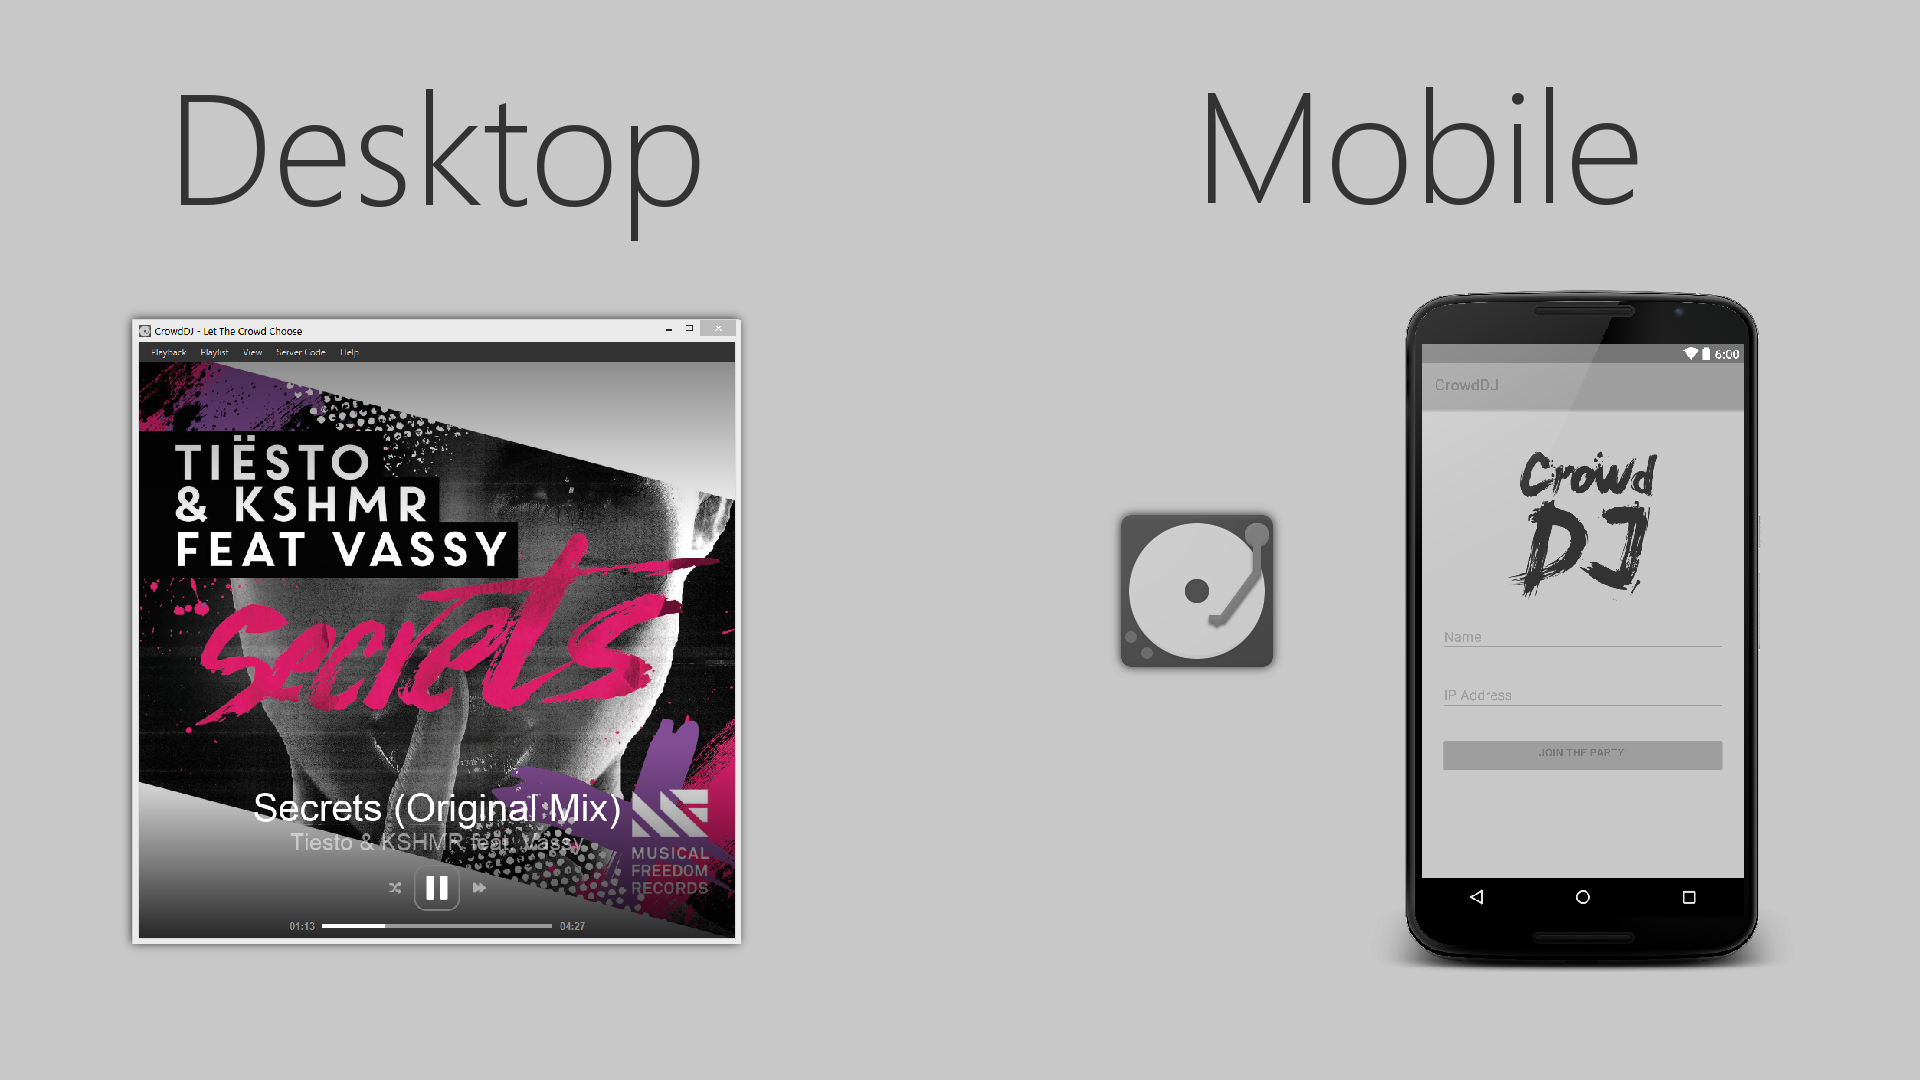 Desktop
Mobile
CrowdDJ - Let The Crowd Choose
Playback Playlist View Server Code Help
TIËSTO
& KSHMR
FEAT VASSY
Secrets
Secrets (Original Mix)
Tiesto & KSHMR feat. Vassy
MUSICAL
FREEDOM
RECORDS
01:13
04:27
6:00
CrowdDJ
Crowd
DJ
Name
IP Address
JOIN THE PARTY!